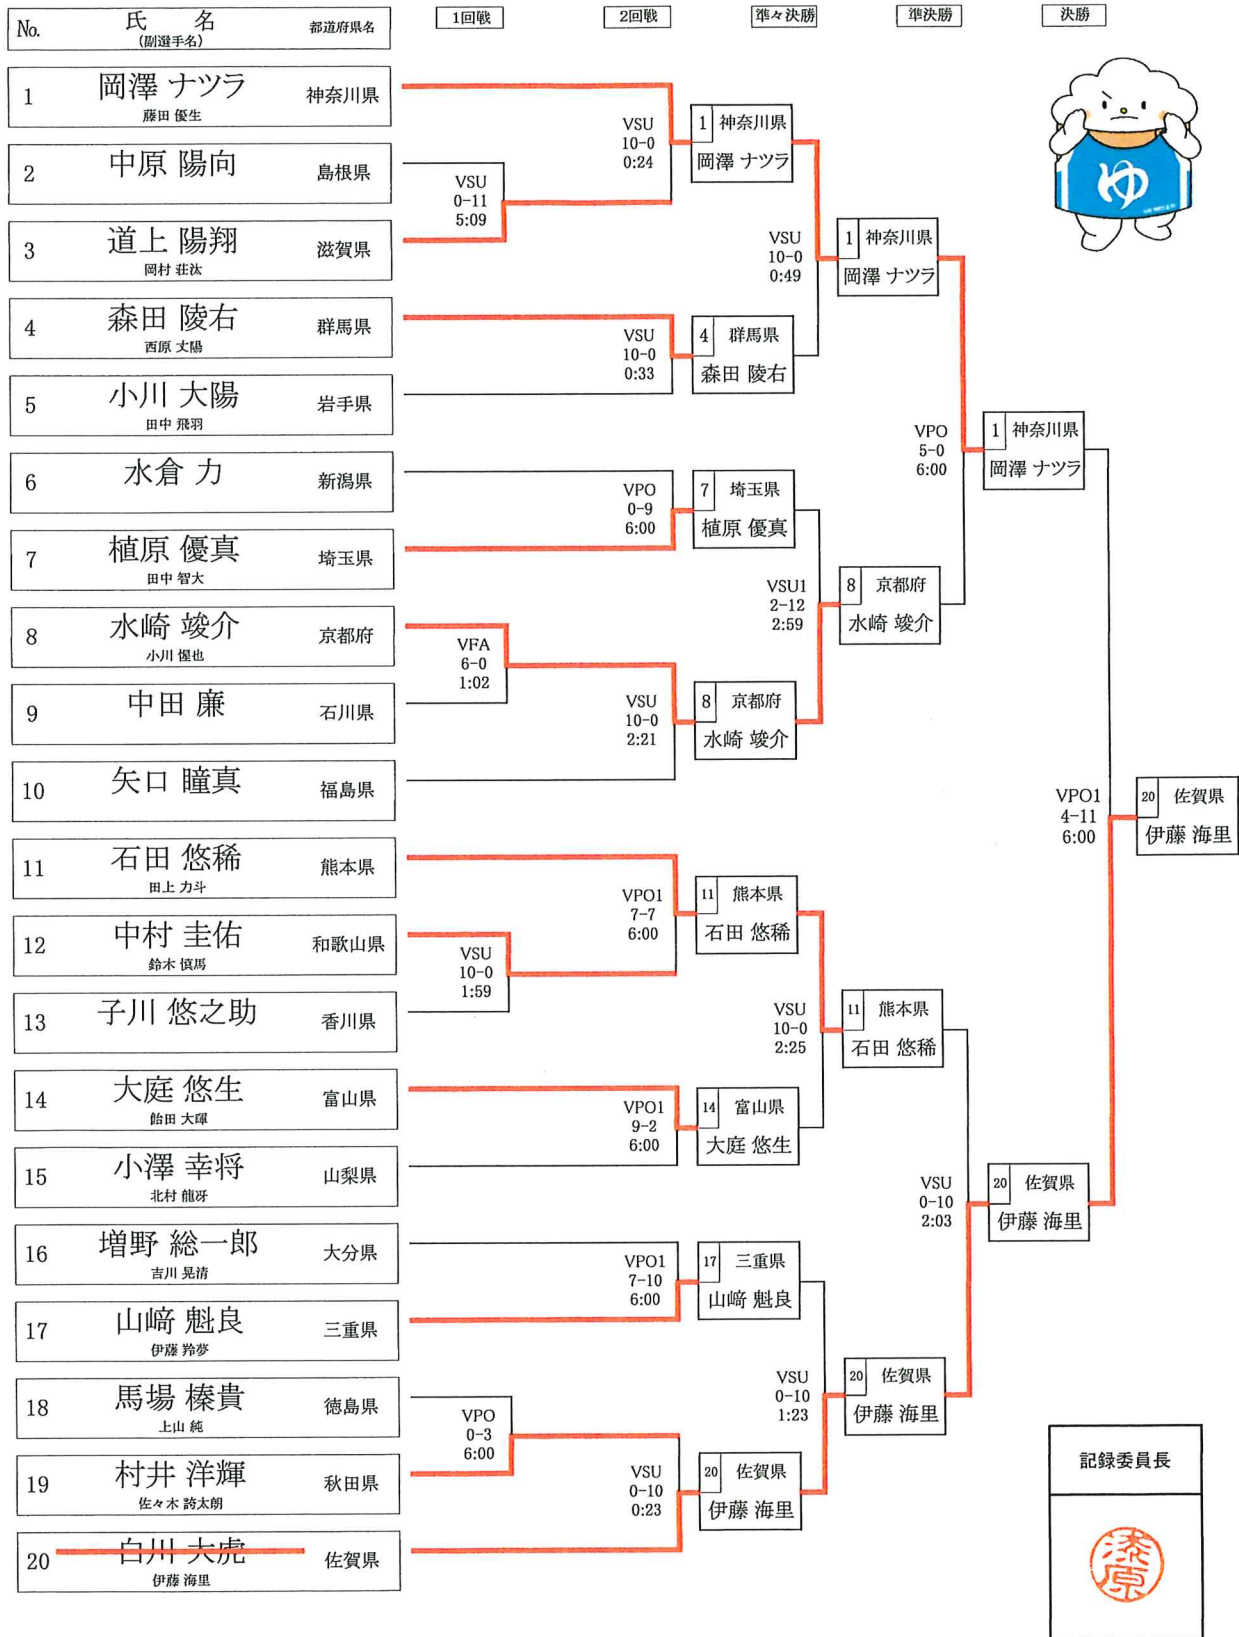 No. 氏 名 都道府県名 1回戦 2回戦 準々決勝 準決勝 決勝
(副選手名)
1 岡澤 ナツラ 神奈川県
藤田 優生
2 中原 陽向 島根県
3 道上 陽翔 滋賀県
岡村 荘汰
4 森田 陵右 群馬県
西原 丈陽
5 小川 大陽 岩手県
田中 飛羽
6 水倉 力 新潟県
7 植原 優真 埼玉県
田中 智大
8 水崎 竣介 京都府
小川 惺也
9 中田 廉 石川県
10 矢口 瞳真 福島県
11 石田 悠稀 熊本県
田上 力斗
12 中村 圭佑 和歌山県
鈴木 慎馬
13 子川 悠之助 香川県
14 大庭 悠生 富山県
飴田 大暉
15 小澤 幸将 山梨県
北村 龍冴
16 増野 総一郎 大分県
吉川 晃清
17 山﨑 魁良 三重県
伊藤 羚夢
18 馬場 榛貴 徳島県
上山 純
19 村井 洋輝 秋田県
佐々木 誇太朗
20 白川 大虎 佐賀県
伊藤 海里
VSU
0-11
5:09
VFA
6-0
1:02
VSU
10-0
1:59
VPO
0-3
6:00
VSU
10-0
0:24
VSU
10-0
0:33
VPO
0-9
6:00
VSU
10-0
2:21
VPO1
7-7
6:00
VPO1
9-2
6:00
VPO1
7-10
6:00
VSU
0-10
0:23
1 神奈川県
岡澤 ナツラ
4 群馬県
森田 陵右
7 埼玉県
植原 優真
8 京都府
水崎 竣介
11 熊本県
石田 悠稀
14 富山県
大庭 悠生
17 三重県
山﨑 魁良
20 佐賀県
伊藤 海里
VSU
10-0
0:49
VSU1
2-12
2:59
VSU
10-0
2:25
VSU
0-10
1:23
1 神奈川県
岡澤 ナツラ
8 京都府
水崎 竣介
11 熊本県
石田 悠稀
20 佐賀県
伊藤 海里
VPO
5-0
6:00
VSU
0-10
2:03
1 神奈川県
岡澤 ナツラ
20 佐賀県
伊藤 海里
VPO1
4-11
6:00
20 佐賀県
伊藤 海里
ゆ
記録委員長
漆原